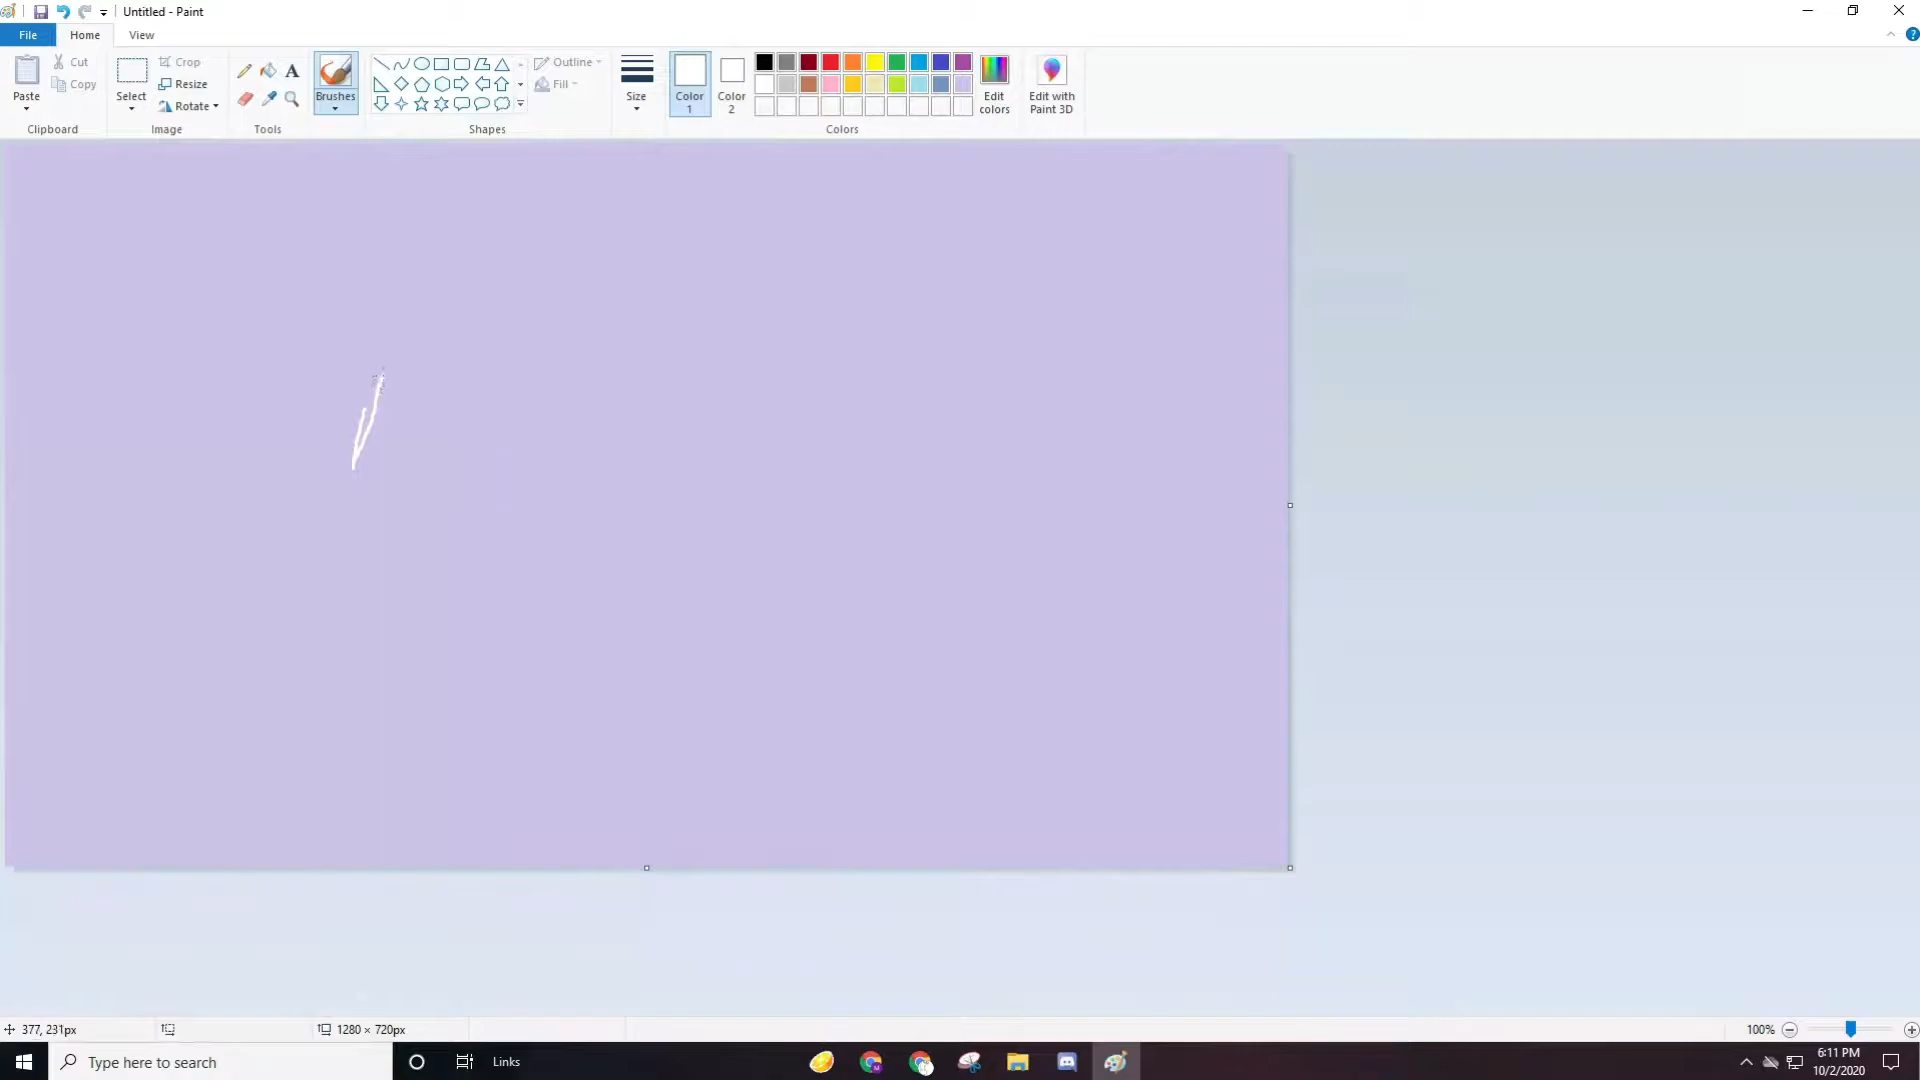 Untitled - Paint
File Home View
Paste
Cut
Copy
Clipboard
Select
Crop
Resize
Rotate
Image
A
Tools
Brushes
Shapes
Outline
Fill
Size
Color 1
Color 2
Colors
Edit colors
Edit with Paint 3D
377, 231px
1280 × 720px
100%
Type here to search
Links
6:11 PM
10/2/2020